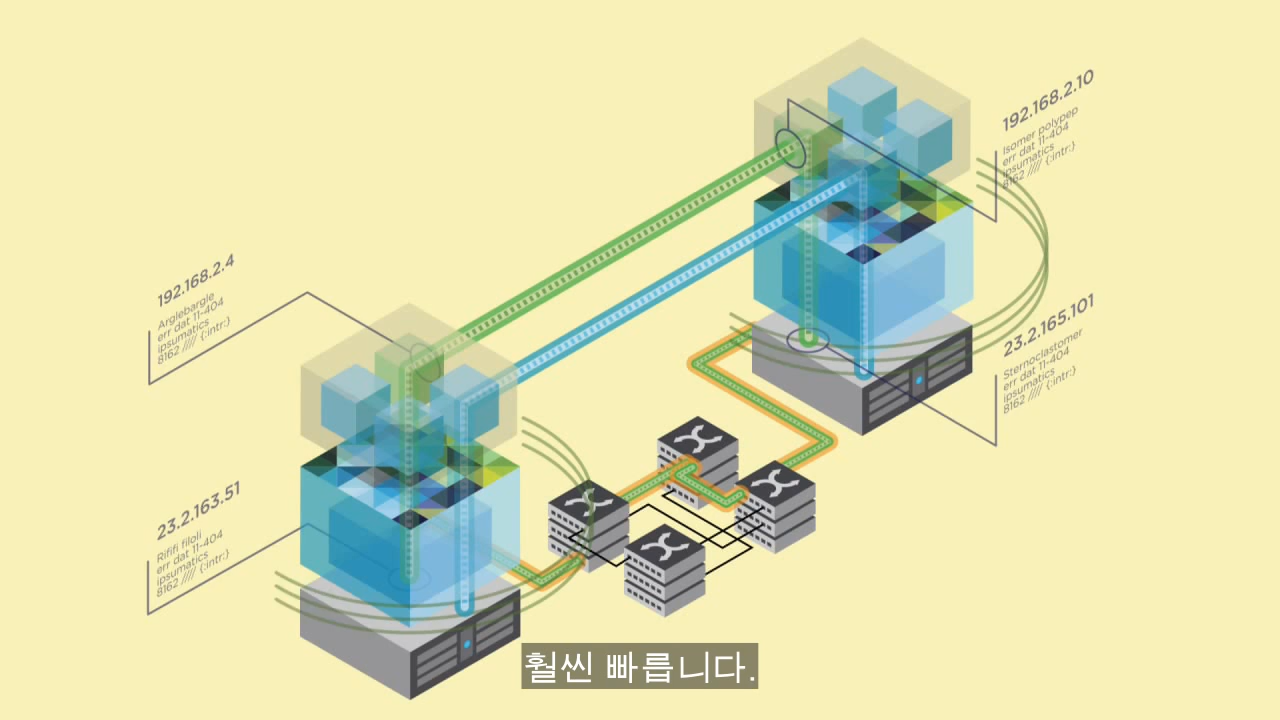 192.168.2.10
Isomer polypep
err dat 11-404
ipsumatics
8162 //// {:intr:}
192.168.2.4
Arglebargle
err dat 11-404
ipsumatics
8162 //// {:intr:}
23.2.165.101
Sternoclastomer
err dat 11-404
ipsumatics
8162 //// {:intr:}
23.2.163.51
Rififi filoli
err dat 11-404
ipsumatics
8162 //// {:intr:}
훨씬 빠릅니다.